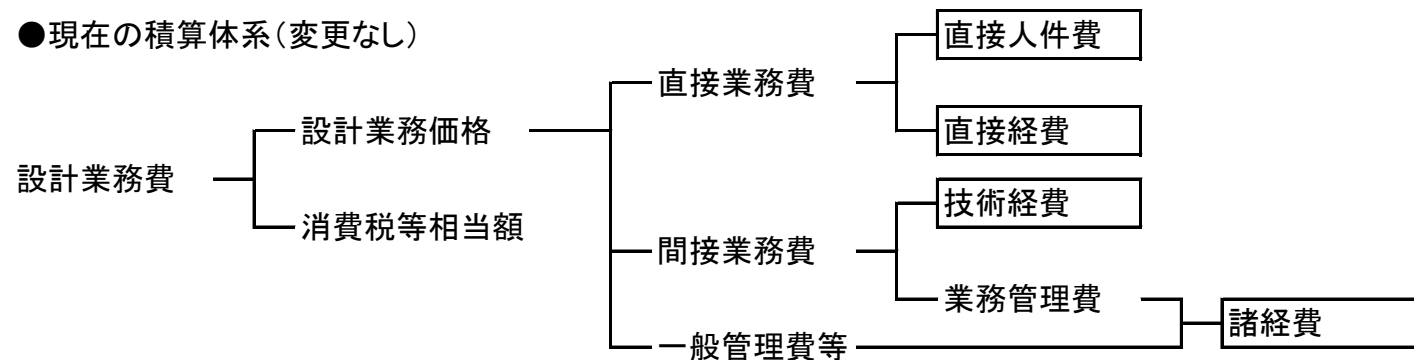 ●現在の積算体系（変更なし）
直接人件費
直接業務費
設計業務価格
直接経費
設計業務費
技術経費
消費税等相当額
間接業務費
業務管理費
諸経費
一般管理費等